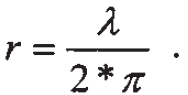 r = λ / 2 * π .